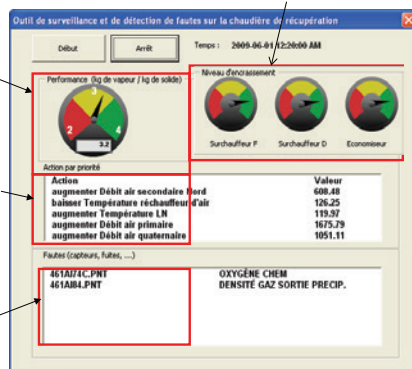 Outil de surveillance et de détection de fautes sur la chaudière de récupération
Début
Arrêt
Temps : 2009-06-01 12:20:00 AM
Performance (kg de vapeur / kg de solide)
2
3
4
3.2
Niveau d'encrassement
Surchauffeur F
Surchauffeur D
Economiseur
Action par priorité
Action Valeur
augmenter Débit air secondaire Nord 608.48
baisser Température réchauffeur d'air 126.25
augmenter Température LN 119.97
augmenter Débit air primaire 1675.79
augmenter Débit air quaternaire 1051.11
Fautes (capteurs, fuites, ....)
461AI74C.PNT OXYGÈNE CHEM
461AI84.PNT DENSITÉ GAZ SORTIE PRECIP.